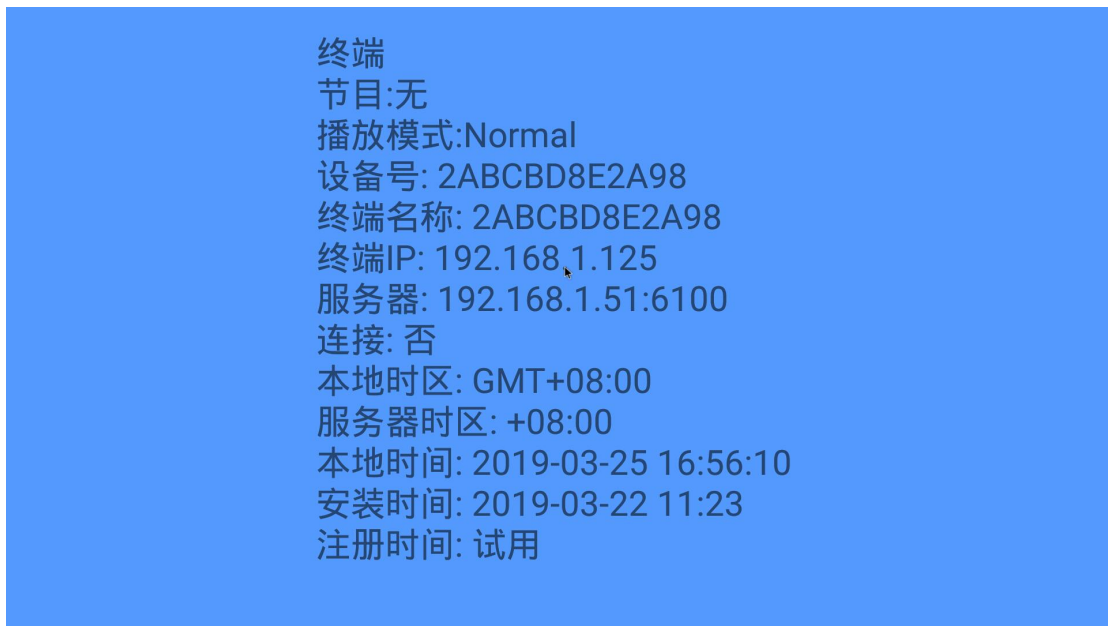 终端
节目:无
播放模式:Normal
设备号: 2ABCBD8E2A98
终端名称: 2ABCBD8E2A98
终端IP: 192.168.1.125
服务器: 192.168.1.51:6100
连接: 否
本地时区: GMT+08:00
服务器时区: +08:00
本地时间: 2019-03-25 16:56:10
安装时间: 2019-03-22 11:23
注册时间: 试用